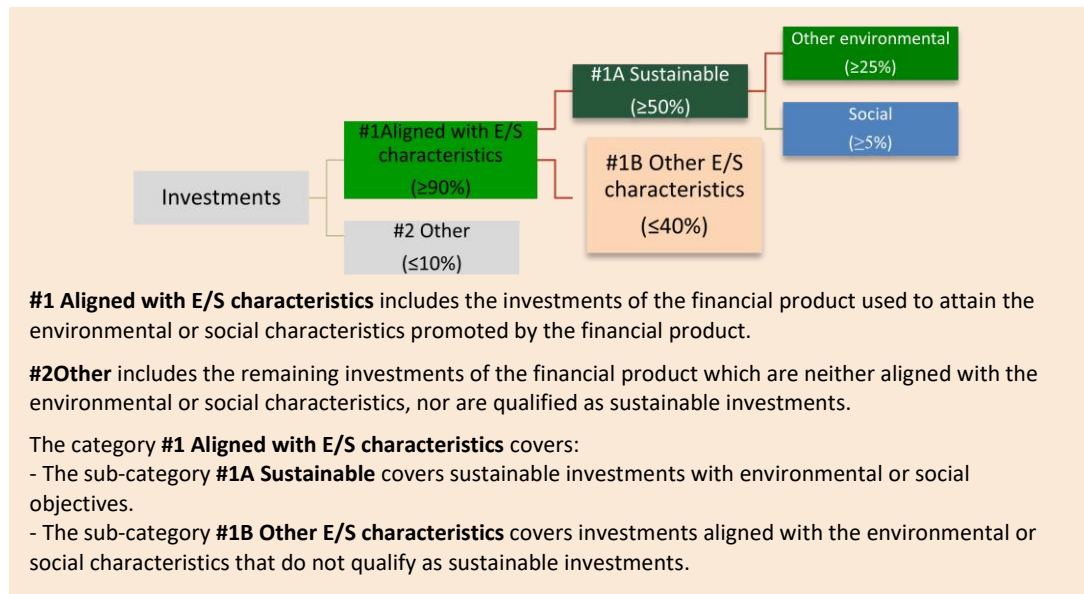 Other environmental
(≥25%)
#1A Sustainable
(≥50%)
Social
(≥5%)
#1Aligned with E/S
characteristics
(≥90%)
#1B Other E/S
characteristics
(≤40%)
Investments
#2 Other
(≤10%)
#1 Aligned with E/S characteristics includes the investments of the financial product used to attain the
environmental or social characteristics promoted by the financial product.
#2Other includes the remaining investments of the financial product which are neither aligned with the
environmental or social characteristics, nor are qualified as sustainable investments.
The category #1 Aligned with E/S characteristics covers:
- The sub-category #1A Sustainable covers sustainable investments with environmental or social
objectives.
- The sub-category #1B Other E/S characteristics covers investments aligned with the environmental or
social characteristics that do not qualify as sustainable investments.